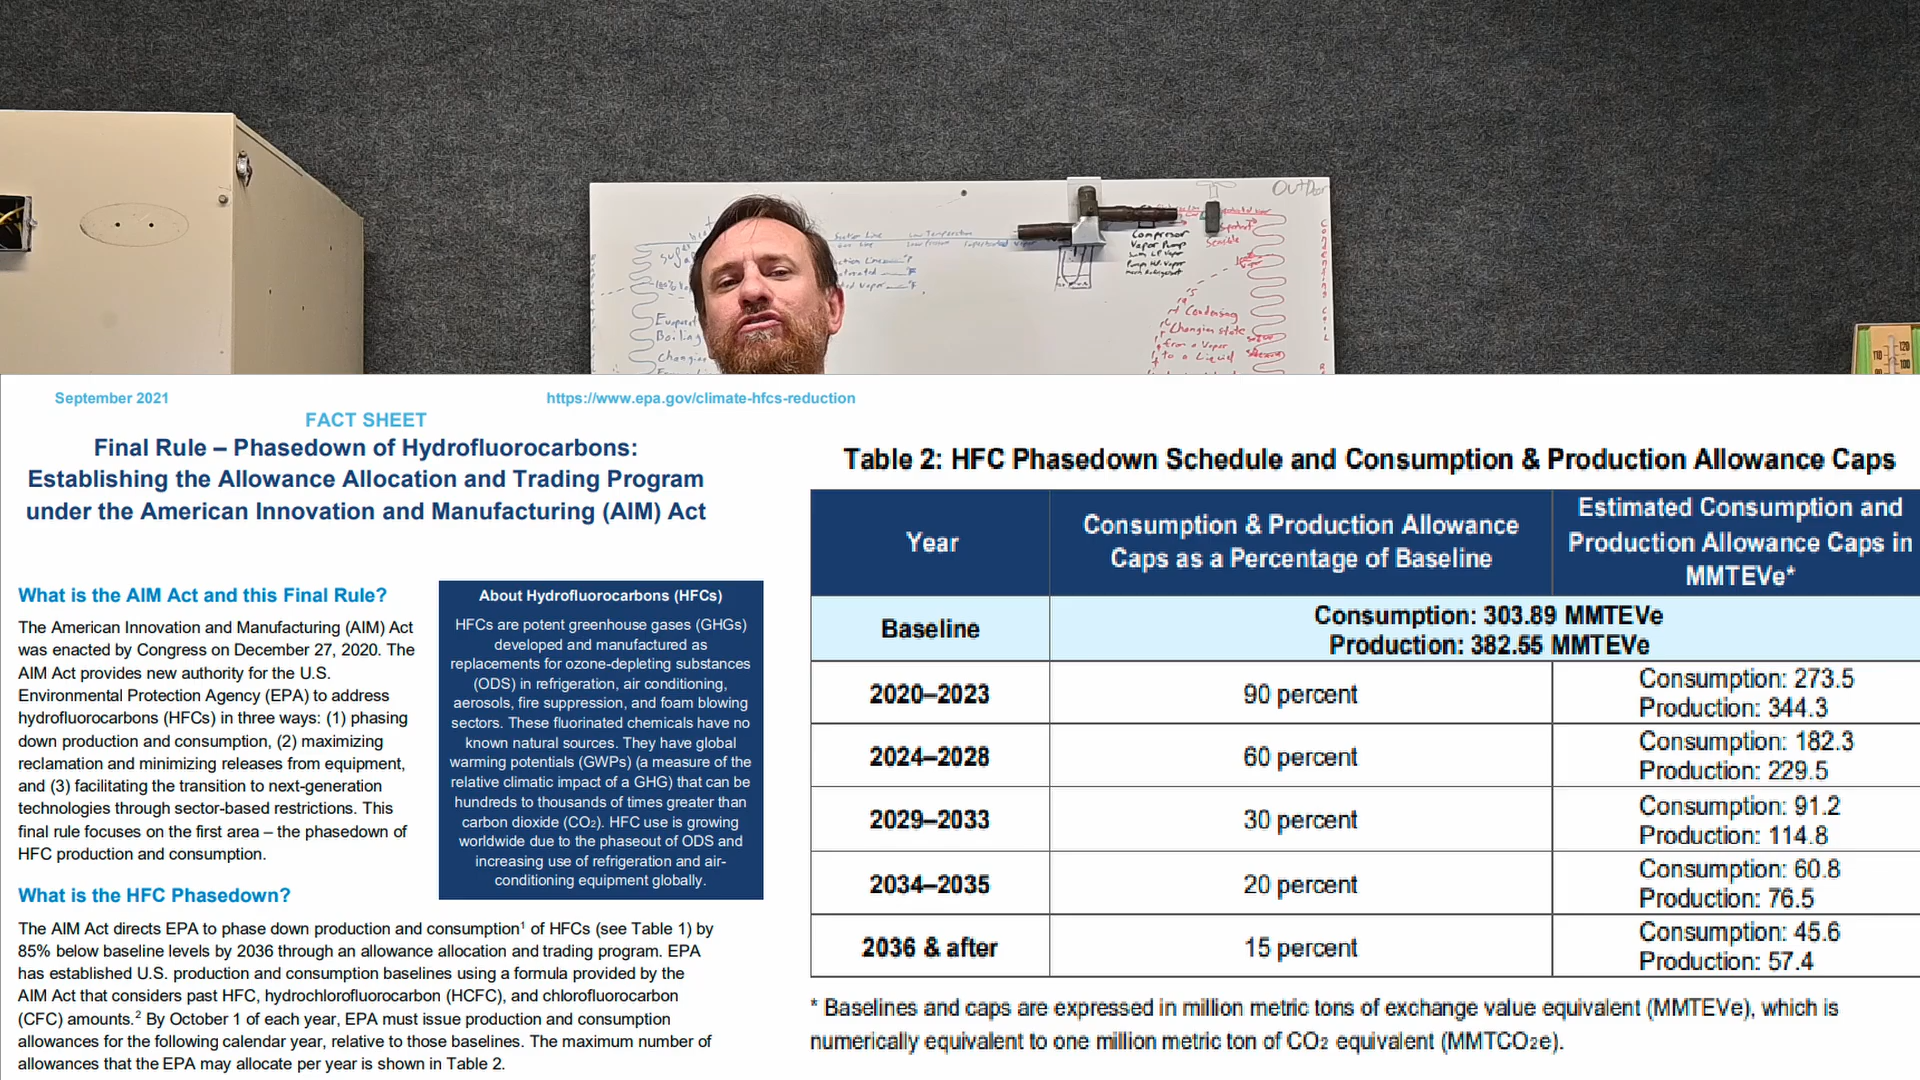 OutDoor
Suction Line Low Temperature
Compressor
Vapor Pump
Condensing
Changing state
from a Vapor
to a Liquid
Boiling
Changing
September 2021
https://www.epa.gov/climate-hfcs-reduction
FACT SHEET
Final Rule – Phasedown of Hydrofluorocarbons:
Establishing the Allowance Allocation and Trading Program
under the American Innovation and Manufacturing (AIM) Act
What is the AIM Act and this Final Rule?
The American Innovation and Manufacturing (AIM) Act
was enacted by Congress on December 27, 2020. The
AIM Act provides new authority for the U.S.
Environmental Protection Agency (EPA) to address
hydrofluorocarbons (HFCs) in three ways: (1) phasing
down production and consumption, (2) maximizing
reclamation and minimizing releases from equipment,
and (3) facilitating the transition to next-generation
technologies through sector-based restrictions. This
final rule focuses on the first area – the phasedown of
HFC production and consumption.
About Hydrofluorocarbons (HFCs)
HFCs are potent greenhouse gases (GHGs)
developed and manufactured as
replacements for ozone-depleting substances
(ODS) in refrigeration, air conditioning,
aerosols, fire suppression, and foam blowing
sectors. These fluorinated chemicals have no
known natural sources. They have global
warming potentials (GWPs) (a measure of the
relative climatic impact of a GHG) that can be
hundreds to thousands of times greater than
carbon dioxide (CO₂). HFC use is growing
worldwide due to the phaseout of ODS and
increasing use of refrigeration and air-
conditioning equipment globally.
What is the HFC Phasedown?
The AIM Act directs EPA to phase down production and consumption¹ of HFCs (see Table 1) by
85% below baseline levels by 2036 through an allowance allocation and trading program. EPA
has established U.S. production and consumption baselines using a formula provided by the
AIM Act that considers past HFC, hydrochlorofluorocarbon (HCFC), and chlorofluorocarbon
(CFC) amounts.² By October 1 of each year, EPA must issue production and consumption
allowances for the following calendar year, relative to those baselines. The maximum number of
allowances that the EPA may allocate per year is shown in Table 2.
Table 2: HFC Phasedown Schedule and Consumption & Production Allowance Caps
Year
Consumption & Production Allowance
Caps as a Percentage of Baseline
Estimated Consumption and
Production Allowance Caps in
MMTEVe*
Baseline
Consumption: 303.89 MMTEVe
Production: 382.55 MMTEVe
2020–2023
90 percent
Consumption: 273.5
Production: 344.3
2024–2028
60 percent
Consumption: 182.3
Production: 229.5
2029–2033
30 percent
Consumption: 91.2
Production: 114.8
2034–2035
20 percent
Consumption: 60.8
Production: 76.5
2036 & after
15 percent
Consumption: 45.6
Production: 57.4
* Baselines and caps are expressed in million metric tons of exchange value equivalent (MMTEVe), which is
numerically equivalent to one million metric ton of CO₂ equivalent (MMTCO₂e).